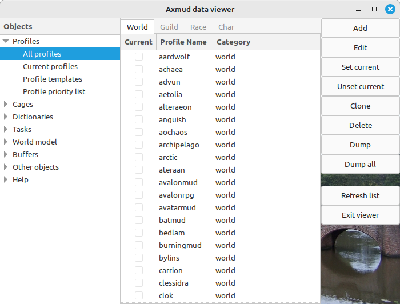 Axmud data viewer
Objects
Profiles
All profiles
Current profiles
Profile templates
Profile priority list
Cages
Dictionaries
Tasks
World model
Buffers
Other objects
Help
World Guild Race Char
Current Profile Name Category
aardwolf world
achaea world
advun world
aetolia world
alteraeon world
anguish world
aochaos world
archipelago world
arctic world
ateraan world
avalonmud world
avalonrpg world
avatarmud world
batmud world
bedlam world
burningmud world
bylins world
carrion world
clessidra world
clok world
Add
Edit
Set current
Unset current
Clone
Delete
Dump
Dump all
Refresh list
Exit viewer